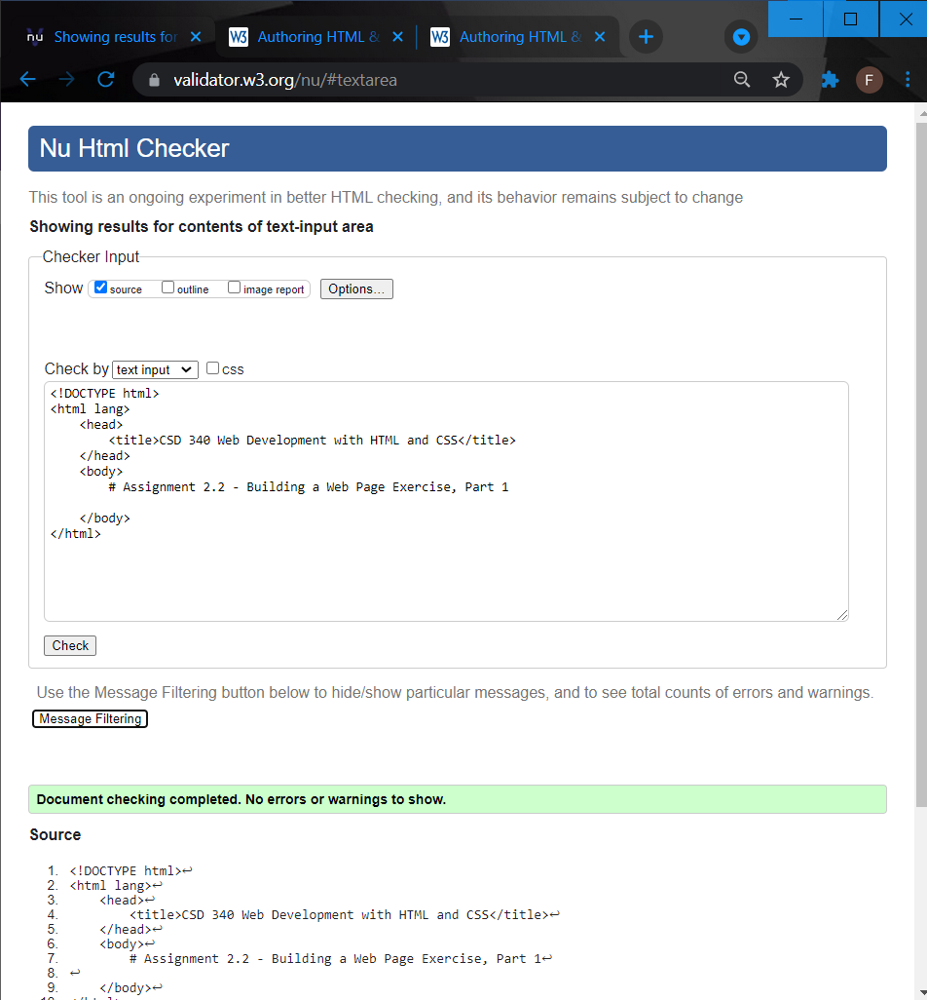 nu Showing results for
W3 Authoring HTML &
W3 Authoring HTML &
validator.w3.org/nu/#textarea
F
Nu Html Checker
This tool is an ongoing experiment in better HTML checking, and its behavior remains subject to change
Showing results for contents of text-input area
Checker Input
Show source outline image report Options...
Check by text input css
<!DOCTYPE html>
<html lang>
    <head>
        <title>CSD 340 Web Development with HTML and CSS</title>
    </head>
    <body>
        # Assignment 2.2 - Building a Web Page Exercise, Part 1
    </body>
</html>
Check
Use the Message Filtering button below to hide/show particular messages, and to see total counts of errors and warnings.
Message Filtering
Document checking completed. No errors or warnings to show.
Source
1. <!DOCTYPE html>↩
2. <html lang>↩
3.     <head>↩
4.         <title>CSD 340 Web Development with HTML and CSS</title>↩
5.     </head>↩
6.     <body>↩
7.         # Assignment 2.2 - Building a Web Page Exercise, Part 1↩
8. ↩
9.     </body>↩